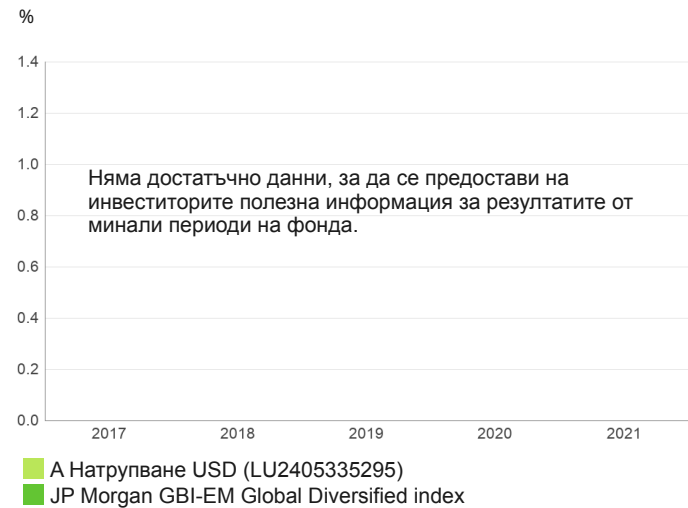 %
1.4
1.2
1.0
Няма достатъчно данни, за да се предостави на
инвеститорите полезна информация за резултатите от
минали периоди на фонда.
0.8
0.6
0.4
0.2
0.0
2017 2018 2019 2020 2021
А Натрупване USD (LU2405335295)
JP Morgan GBI-EM Global Diversified index